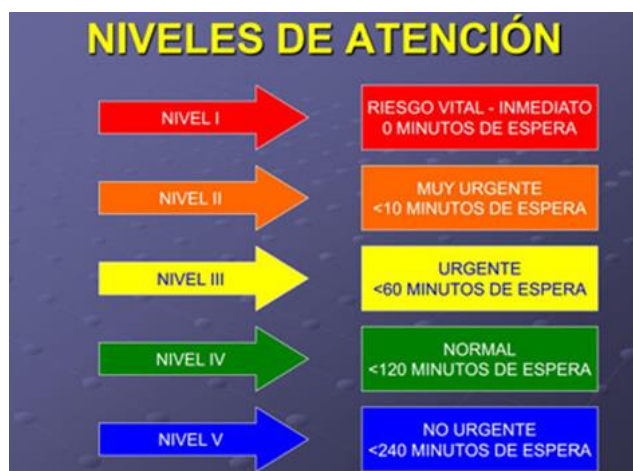 NIVELES DE ATENCIÓN
NIVEL I
RIESGO VITAL - INMEDIATO
0 MINUTOS DE ESPERA
NIVEL II
MUY URGENTE
<10 MINUTOS DE ESPERA
NIVEL III
URGENTE
<60 MINUTOS DE ESPERA
NIVEL IV
NORMAL
<120 MINUTOS DE ESPERA
NIVEL V
NO URGENTE
<240 MINUTOS DE ESPERA